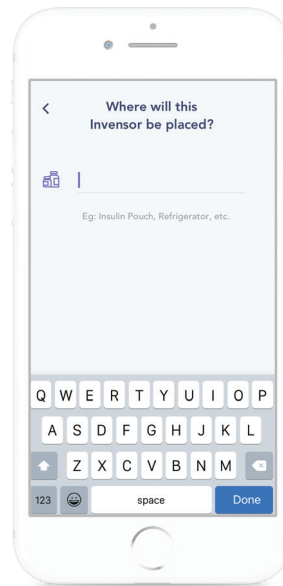 Where will this
Invensor be placed?
Eg: Insulin Pouch, Refrigerator, etc.
Q W E R T Y U I O P
A S D F G H J K L
Z X C V B N M
123 space Done